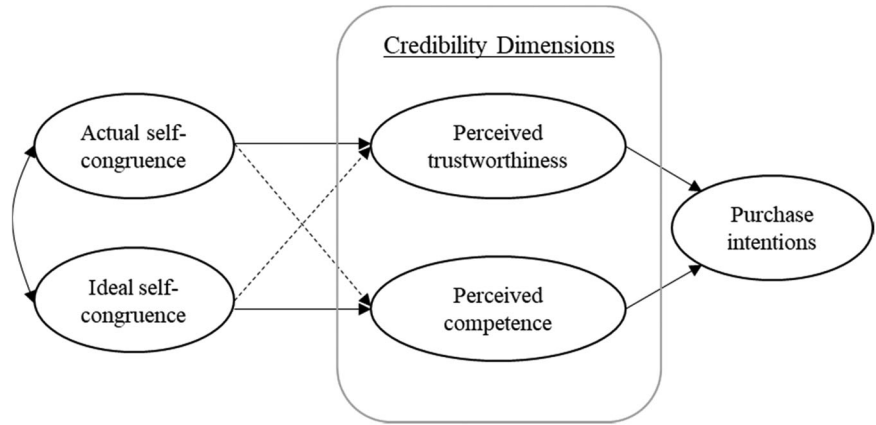 Credibility Dimensions
Actual self-
congruence
Perceived
trustworthiness
Purchase
intentions
Ideal self-
congruence
Perceived
competence